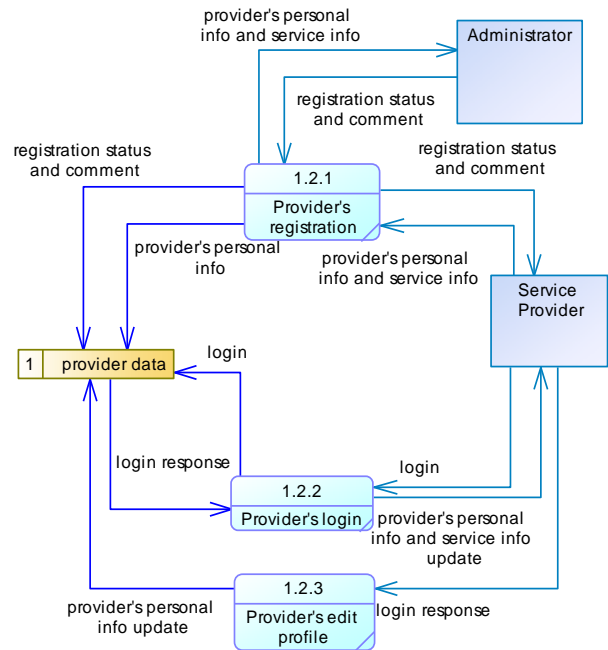 provider's personal
info and service info
Administrator
registration status
and comment
registration status
and comment
registration status
and comment
1.2.1
Provider's
registration
provider's personal
info
provider's personal
info and service info
Service
Provider
1
provider data
login
login response
login
1.2.2
Provider's login
provider's personal
info and service info
update
1.2.3
Provider's edit
profile
provider's personal
info update
login response